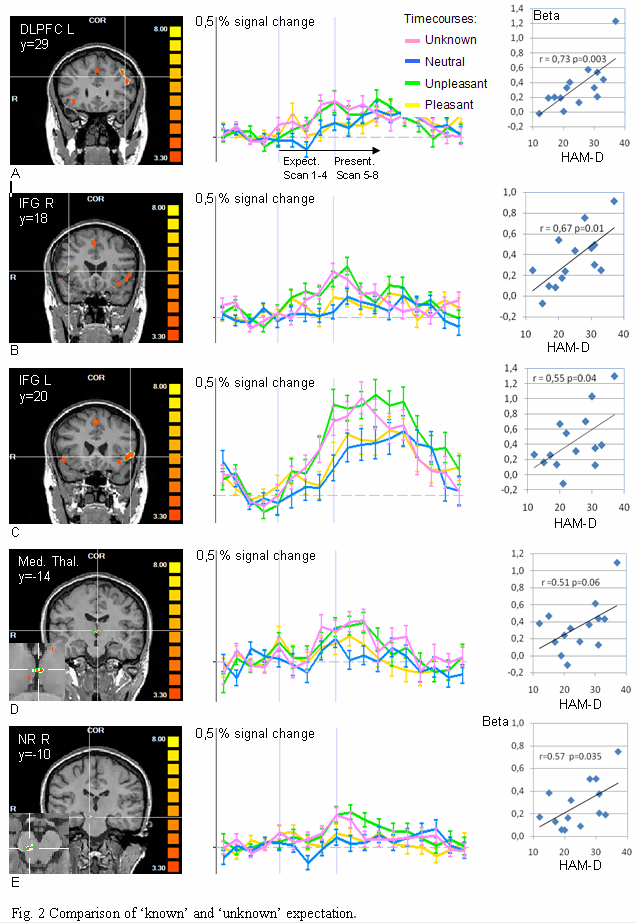 DLPFC L
y=29
COR
8.00
R
3.30
A
0,5 % signal change
Timecourses:
Unknown
Neutral
Unpleasant
Pleasant
Expect. Present.
Scan 1-4 Scan 5-8
Beta
1,4
1,2
1,0
0,8
0,6
0,4
0,2
0,0
-0,2
r = 0,73 p=0.003
10 20 30 40
HAM-D
IFG R
y=18
COR
8.00
R
3.30
B
0,5 % signal change
1,0
0,8
0,6
0,4
0,2
0,0
-0,2
r = 0,67 p=0.01
10 20 30 40
HAM-D
IFG L
y=20
COR
8.00
R
3.30
C
0,5 % signal change
1,4
1,2
1,0
0,8
0,6
0,4
0,2
0,0
-0,2
r = 0,55 p=0.04
10 20 30 40
HAM-D
Med. Thal.
y=-14
COR
8.00
R
3.30
D
0,5 % signal change
1,2
1,0
0,8
0,6
0,4
0,2
0,0
-0,2
r =0.51 p=0.06
10 20 30 40
HAM-D
NR R
y=-10
COR
8.00
R
3.30
E
0,5 % signal change
Beta
1,0
0,8
0,6
0,4
0,2
0,0
r=0.57 p=0.035
10 20 30 40
HAM-D
Fig. 2 Comparison of ‘known’ and ‘unknown’ expectation.